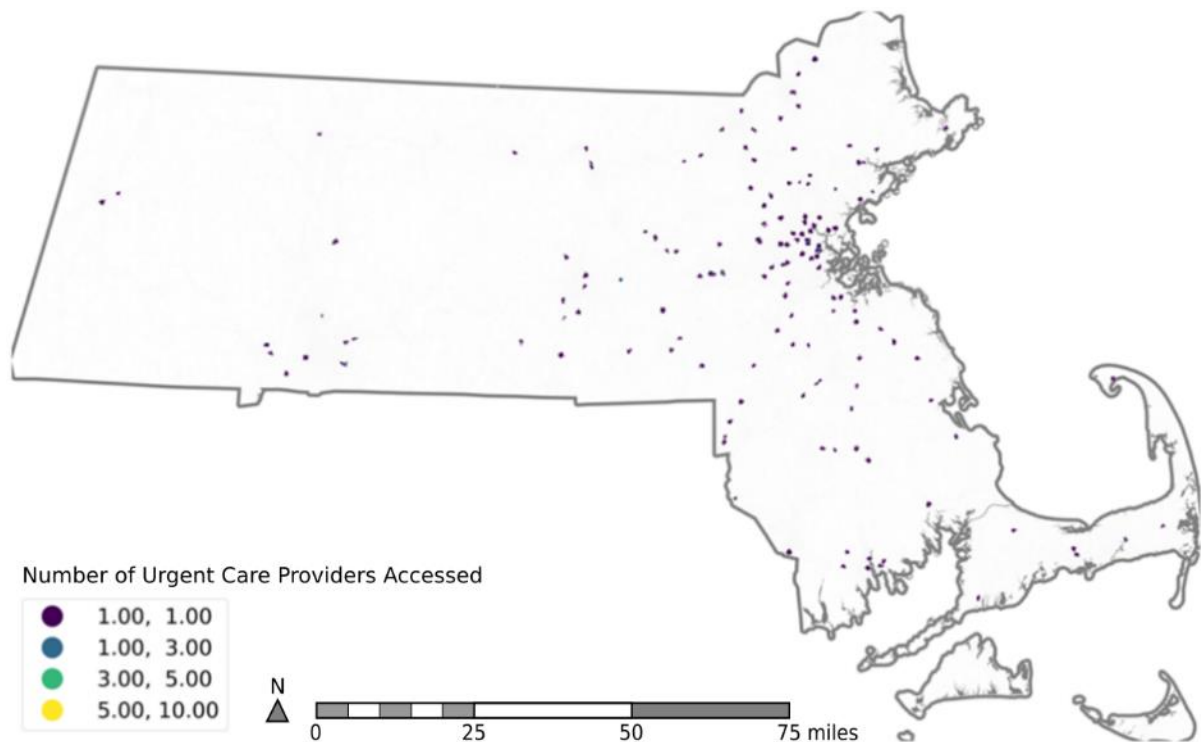 Number of Urgent Care Providers Accessed
1.00, 1.00
1.00, 3.00
3.00, 5.00
5.00, 10.00
N
0 25 50 75 miles